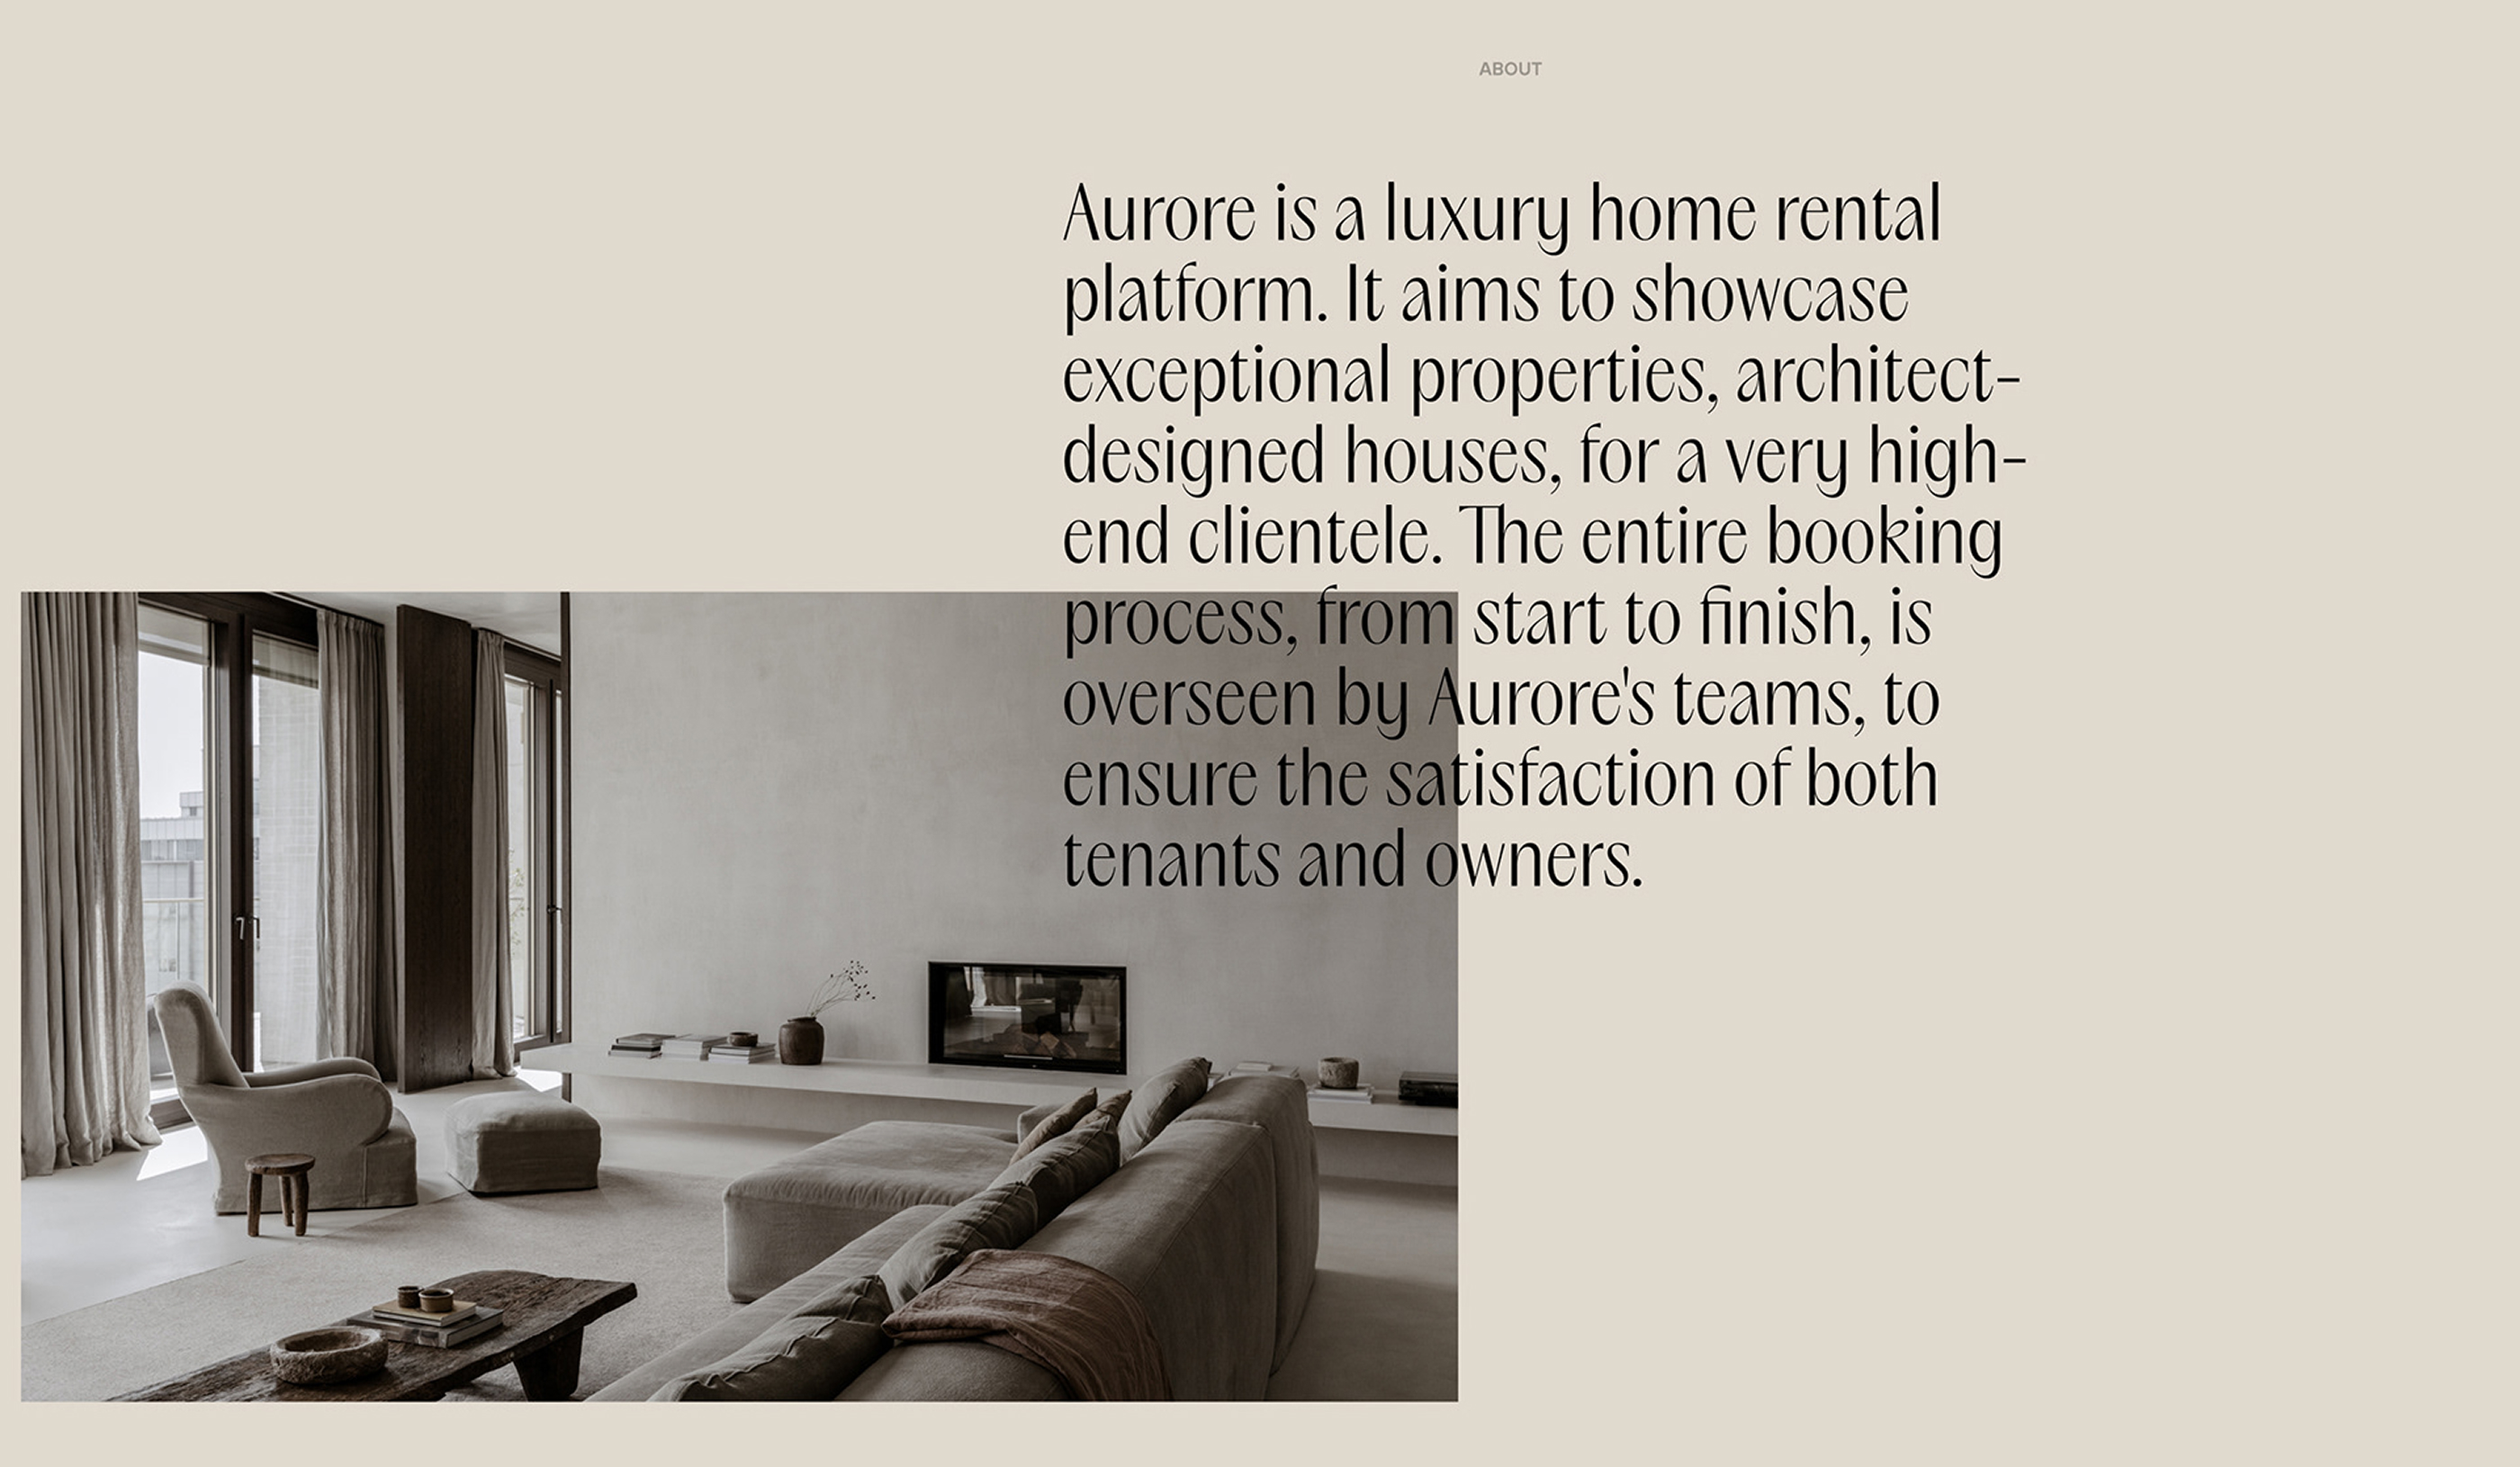 ABOUT
Aurore is a luxury home rental
platform. It aims to showcase
exceptional properties, architect-
designed houses, for a very high-
end clientele. The entire booking
process, from start to finish, is
overseen by Aurore's teams, to
ensure the satisfaction of both
tenants and owners.